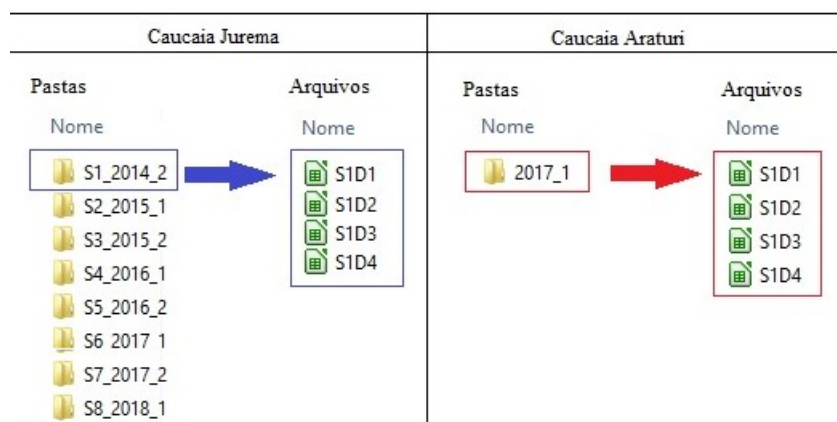 Caucaia Jurema
Pastas Arquivos
Nome Nome
S1_2014_2
S2_2015_1
S3_2015_2
S4_2016_1
S5_2016_2
S6 2017 1
S7_2017_2
S8_2018_1
S1D1
S1D2
S1D3
S1D4
Caucaia Araturi
Pastas Arquivos
Nome Nome
2017_1
S1D1
S1D2
S1D3
S1D4